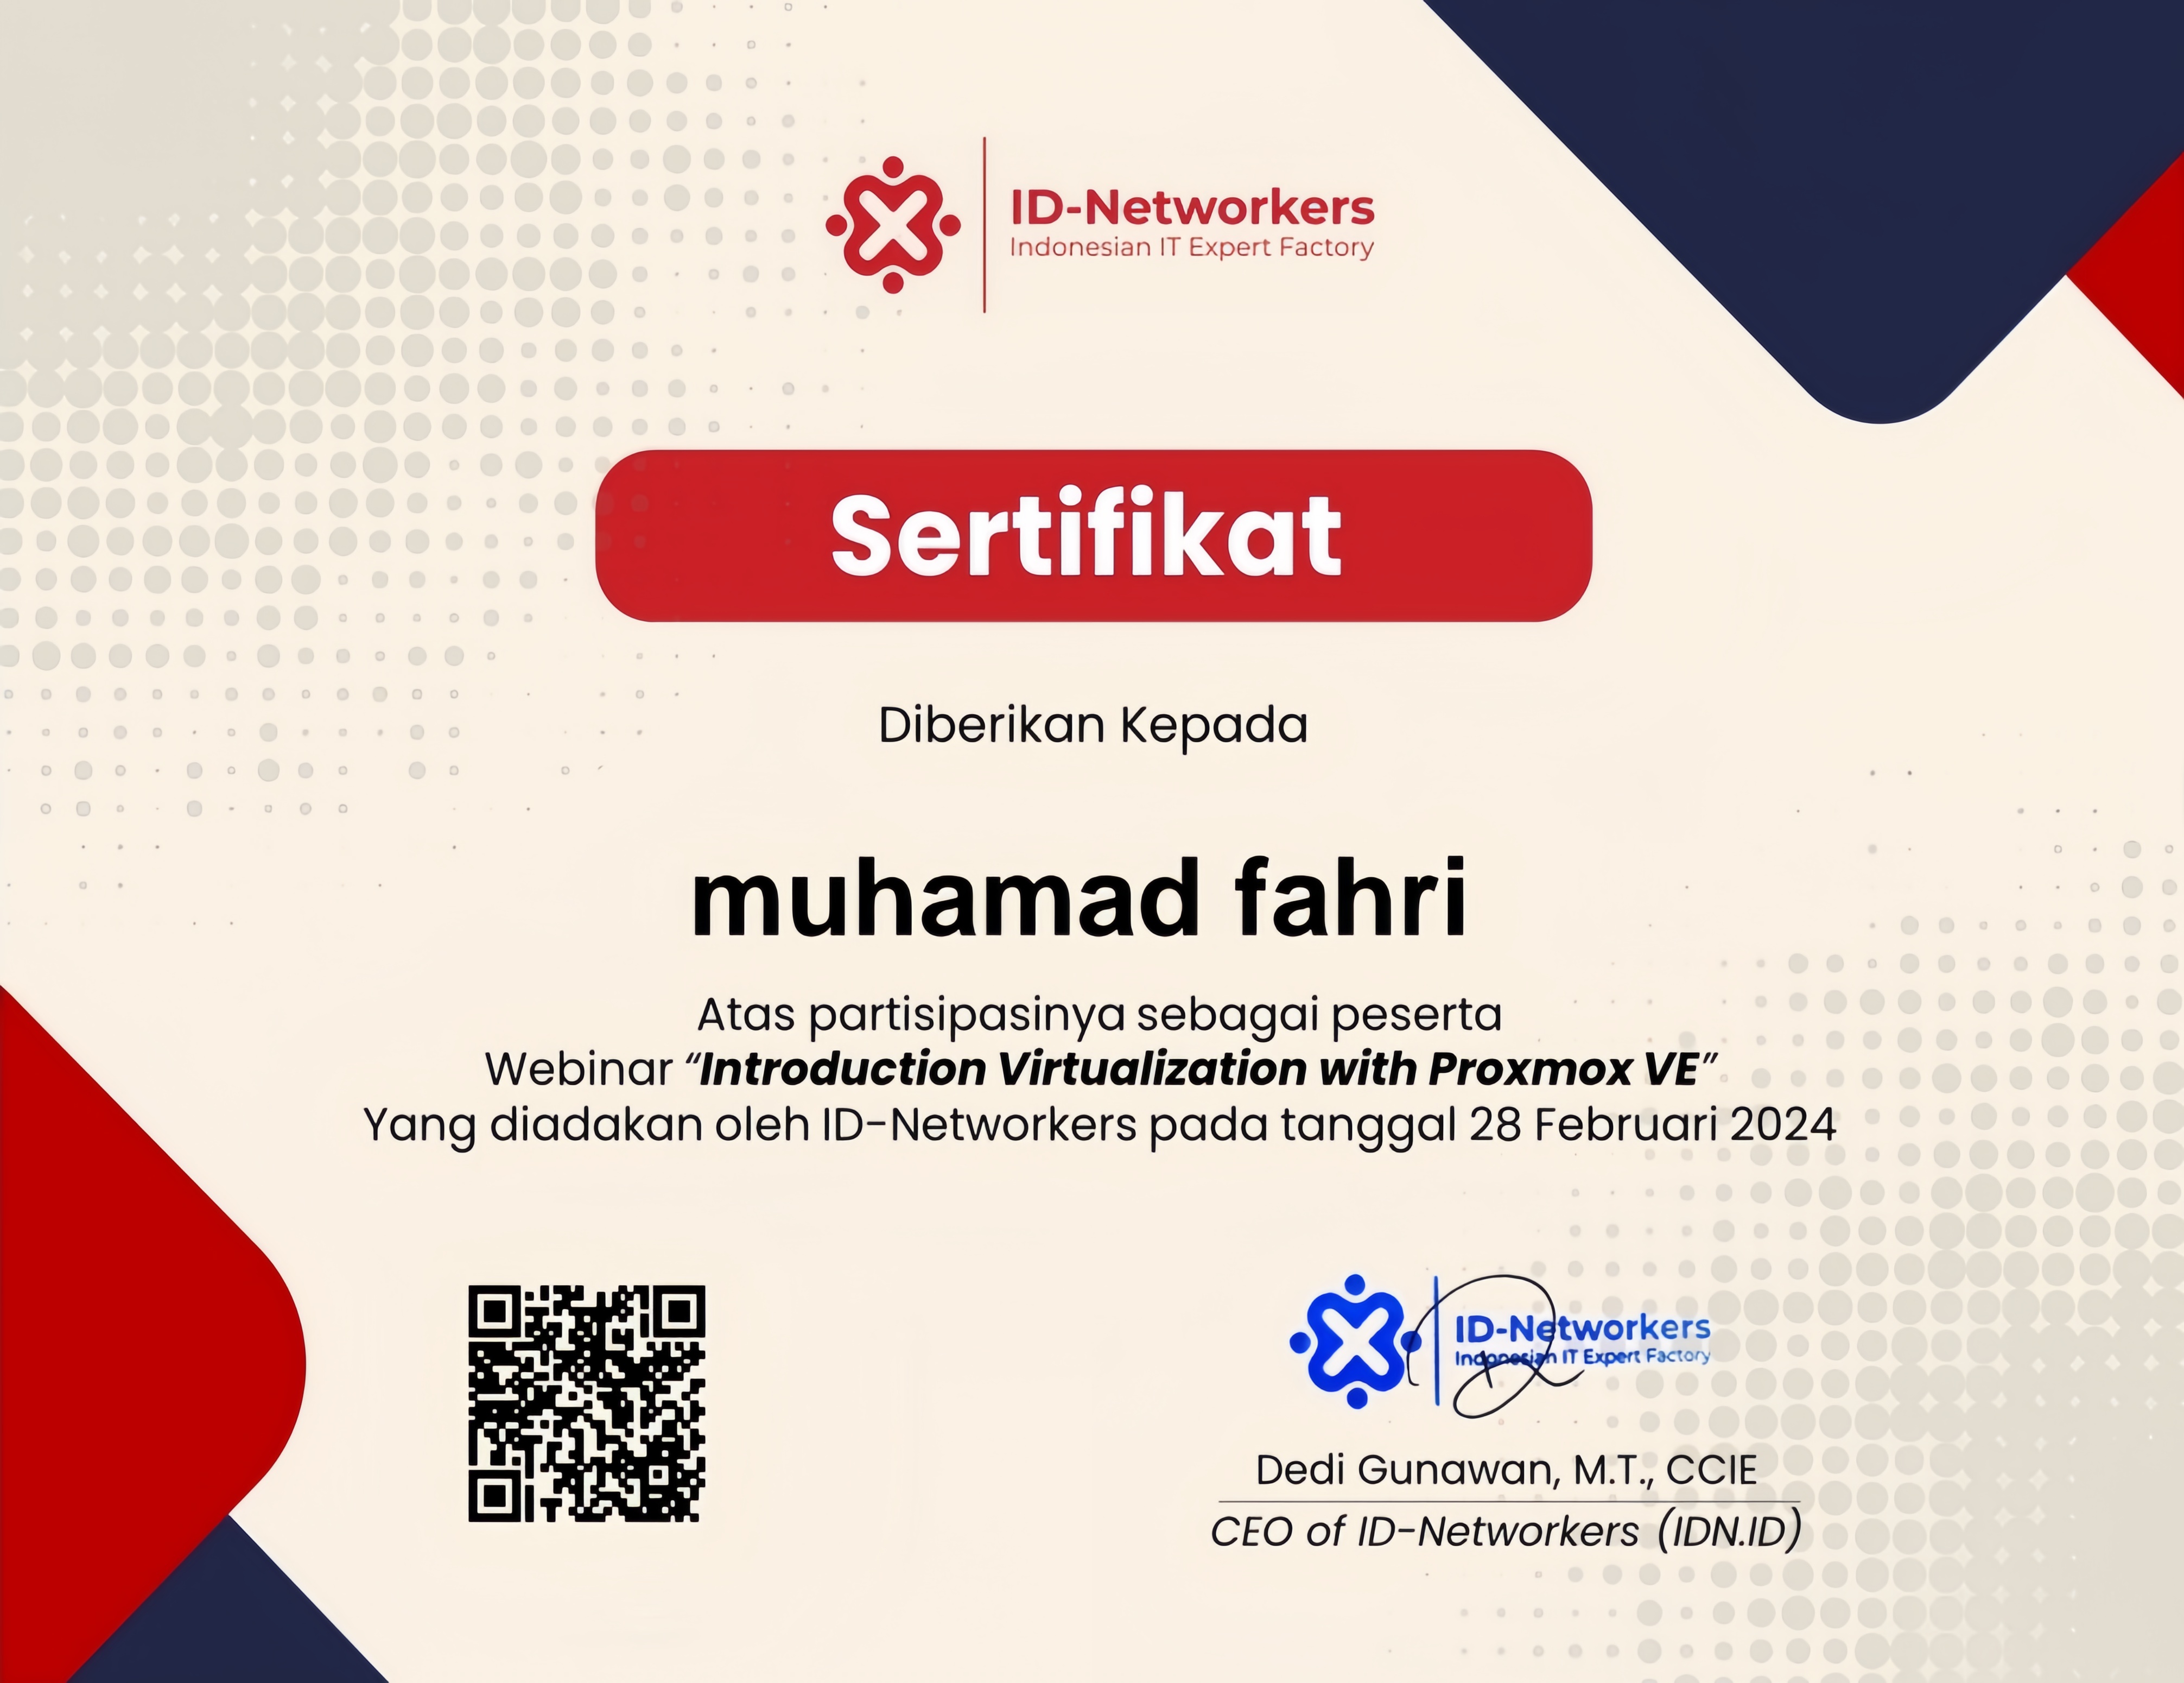 ID-Networkers
Indonesian IT Expert Factory
Sertifikat
Diberikan Kepada
muhamad fahri
Atas partisipasinya sebagai peserta
Webinar “Introduction Virtualization with Proxmox VE”
Yang diadakan oleh ID-Networkers pada tanggal 28 Februari 2024
ID-Networkers
Indonesian IT Expert Factory
Dedi Gunawan, M.T., CCIE
CEO of ID-Networkers (IDN.ID)